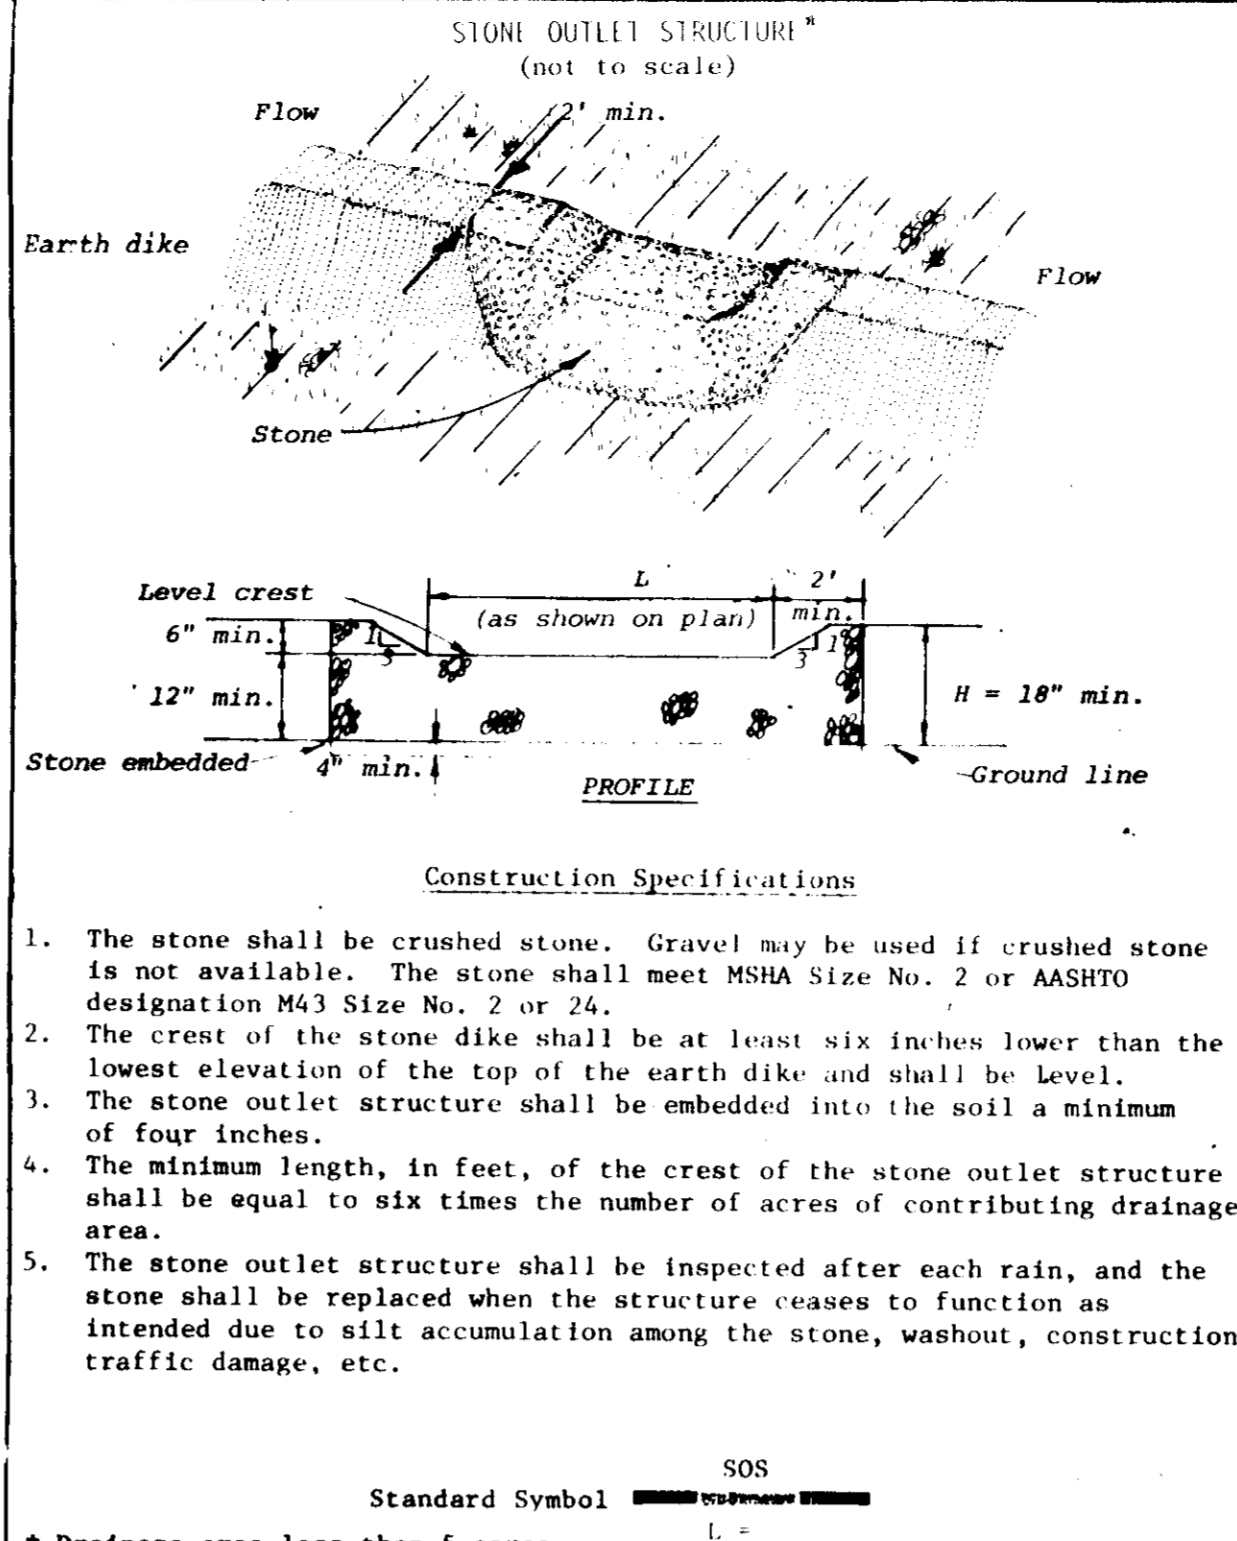 STONE OUTLET STRUCTURE*
(not to scale)
Flow
2' min.
Earth dike
Flow
Stone
Level crest
L
2'
(as shown on plan)
min.
6" min.
1
3
3
1
12" min.
H = 18" min.
Stone embedded
4" min.
Ground line
PROFILE
Construction Specifications
1. The stone shall be crushed stone. Gravel may be used if crushed stone
is not available. The stone shall meet MSHA Size No. 2 or AASHTO
designation M43 Size No. 2 or 24.
2. The crest of the stone dike shall be at least six inches lower than the
lowest elevation of the top of the earth dike and shall be level.
3. The stone outlet structure shall be embedded into the soil a minimum
of four inches.
4. The minimum length, in feet, of the crest of the stone outlet structure
shall be equal to six times the number of acres of contributing drainage
area.
5. The stone outlet structure shall be inspected after each rain, and the
stone shall be replaced when the structure ceases to function as
intended due to silt accumulation among the stone, washout, construction
traffic damage, etc.
SOS
Standard Symbol
L =
* Drainage area less than